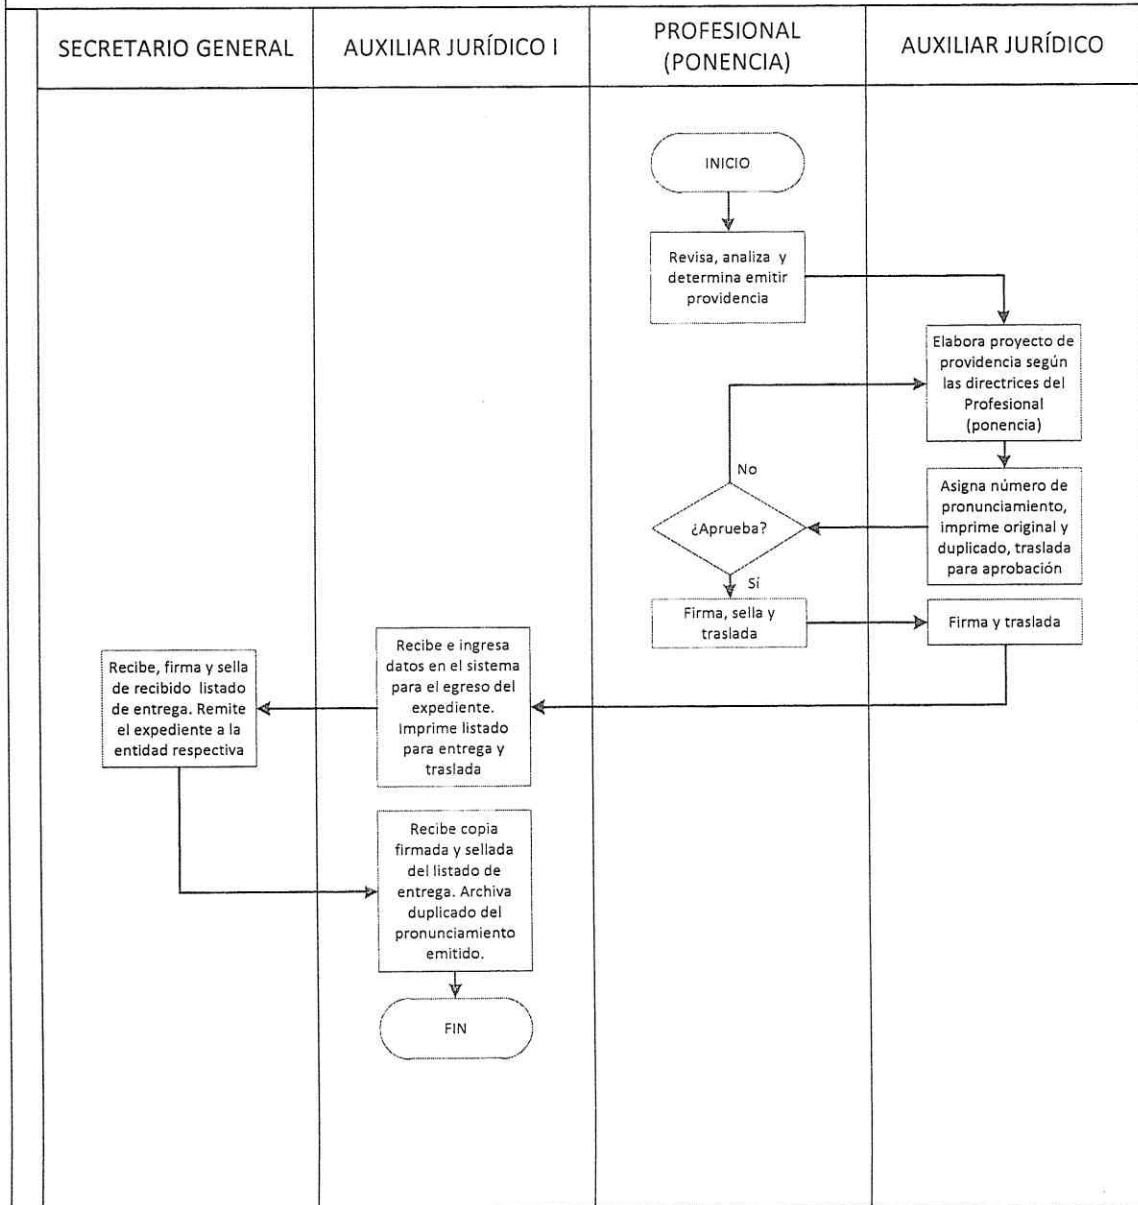 SECRETARIO GENERAL
AUXILIAR JURÍDICO I
PROFESIONAL
(PONENCIA)
AUXILIAR JURÍDICO
INICIO
Revisa, analiza y
determina emitir
providencia
Elabora proyecto de
providencia según
las directrices del
Profesional
(ponencia)
No
Asigna número de
pronunciamiento,
imprime original y
duplicado, traslada
para aprobación
¿Aprueba?
Sí
Firma, sella y
traslada
Firma y traslada
Recibe e ingresa
datos en el sistema
para el egreso del
expediente.
Imprime listado
para entrega y
traslada
Recibe, firma y sella
de recibido listado
de entrega. Remite
el expediente a la
entidad respectiva
Recibe copia
firmada y sellada
del listado de
entrega. Archiva
duplicado del
pronunciamiento
emitido.
FIN